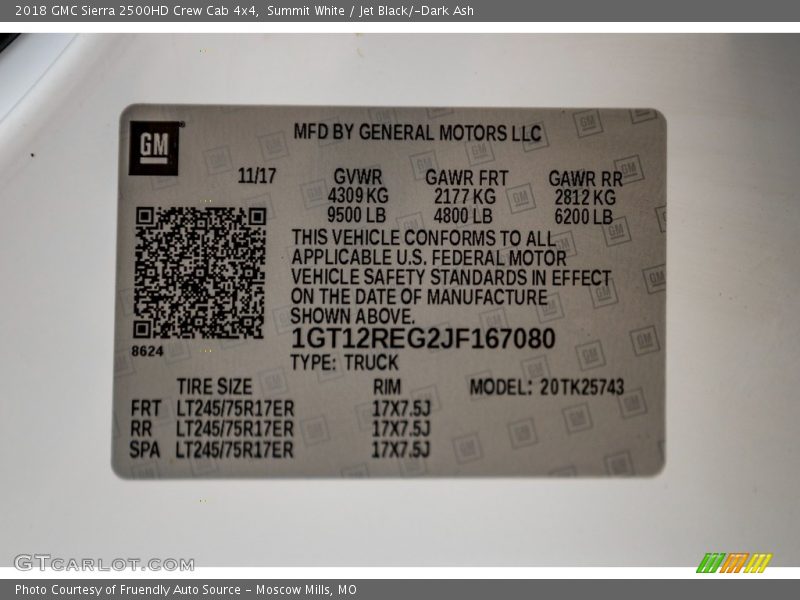 2018 GMC Sierra 2500HD Crew Cab 4x4,  Summit White / Jet Black/-Dark Ash
GM
MFD BY GENERAL MOTORS LLC
11/17 GVWR GAWR FRT GAWR RR
4309 KG 2177 KG 2812 KG
9500 LB 4800 LB 6200 LB
THIS VEHICLE CONFORMS TO ALL
APPLICABLE U.S. FEDERAL MOTOR
VEHICLE SAFETY STANDARDS IN EFFECT
ON THE DATE OF MANUFACTURE
SHOWN ABOVE.
1GT12REG2JF167080
8624
TYPE: TRUCK
TIRE SIZE RIM MODEL: 20TK25743
FRT LT245/75R17ER 17X7.5J
RR LT245/75R17ER 17X7.5J
SPA LT245/75R17ER 17X7.5J
GTCARLOT.COM
Photo Courtesy of Fruendly Auto Source - Moscow Mills, MO